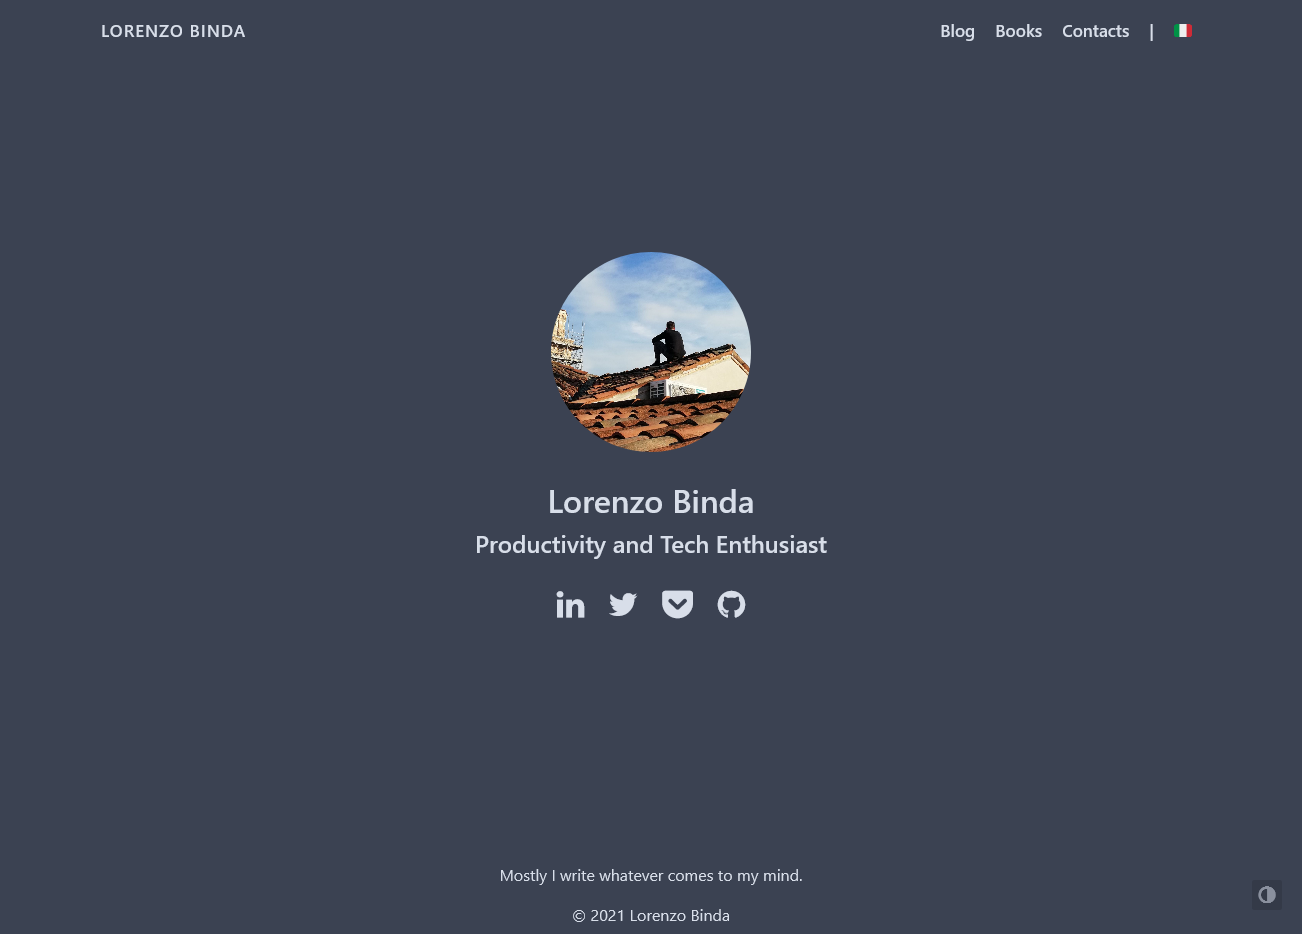 LORENZO BINDA
Blog Books Contacts |
Lorenzo Binda
Productivity and Tech Enthusiast
Mostly I write whatever comes to my mind.
© 2021 Lorenzo Binda